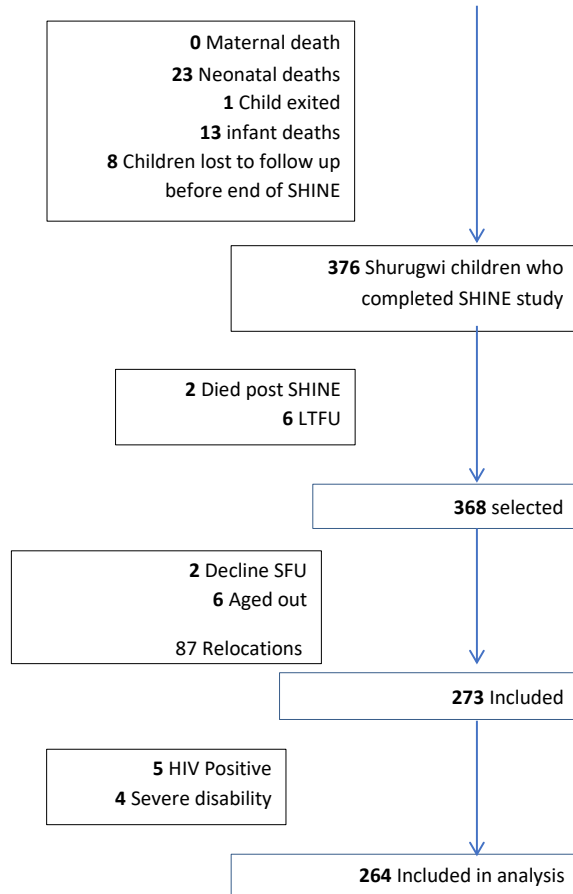 0 Maternal death
23 Neonatal deaths
1 Child exited
13 infant deaths
8 Children lost to follow up
before end of SHINE
376 Shurugwi children who
completed SHINE study
2 Died post SHINE
6 LTFU
368 selected
2 Decline SFU
6 Aged out
87 Relocations
273 Included
5 HIV Positive
4 Severe disability
264 Included in analysis